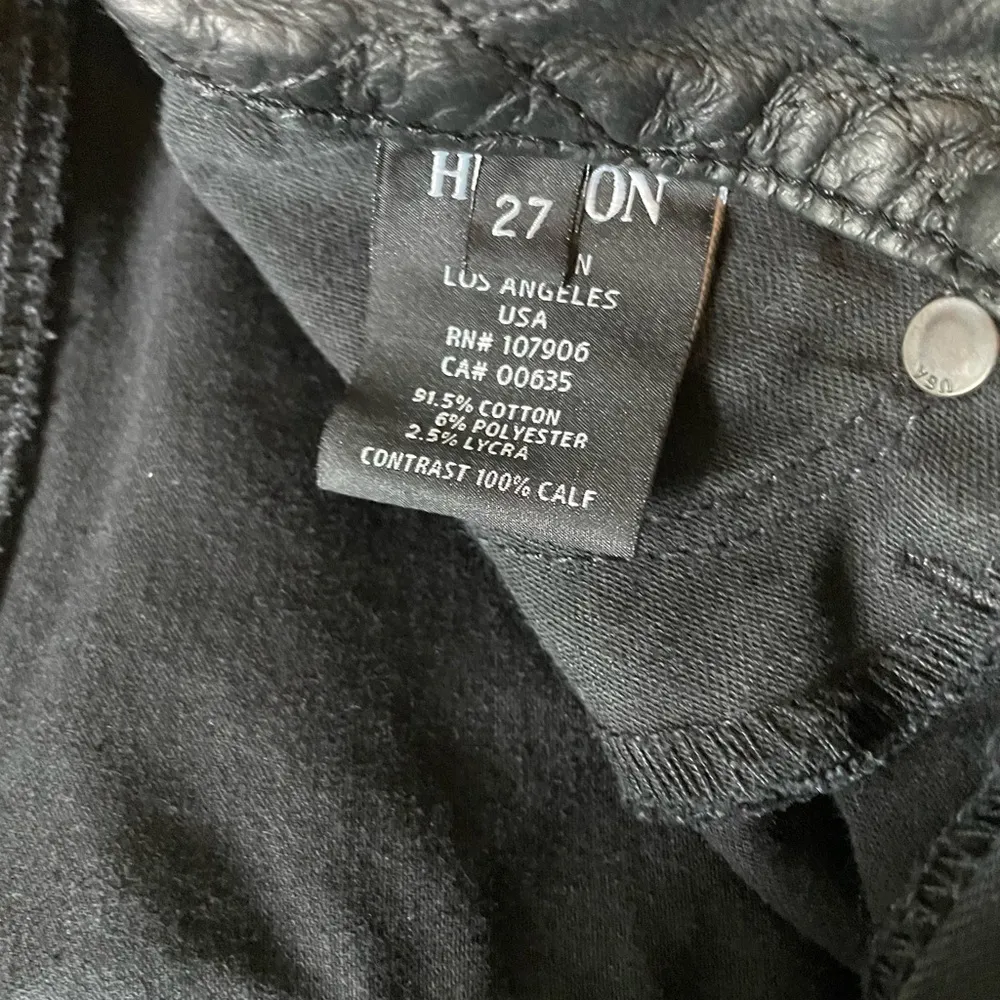 27
LOS ANGELES
USA
RN# 107906
CA# 00635
91.5% COTTON
6% POLYESTER
2.5% LYCRA
CONTRAST 100% CALF